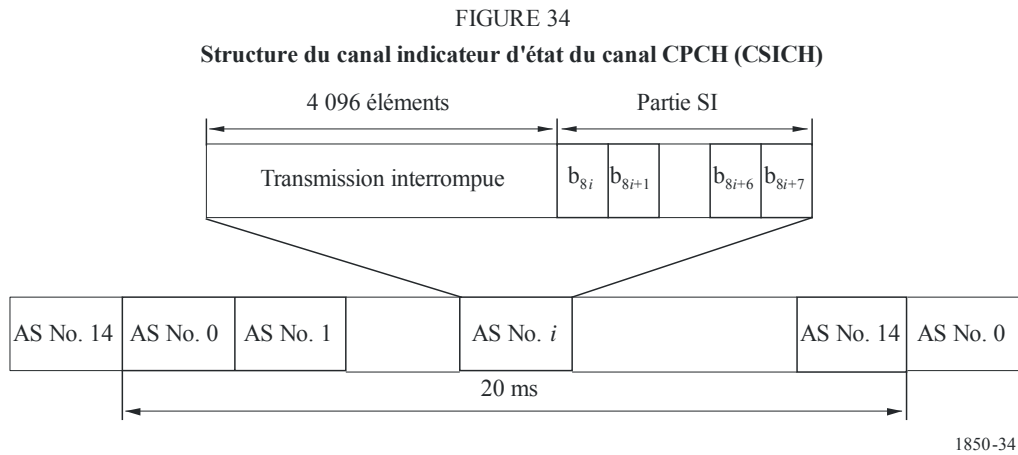 FIGURE 34
Structure du canal indicateur d'état du canal CPCH (CSICH)
4 096 éléments Partie SI
Transmission interrompue b8i b8i+1 b8i+6 b8i+7
AS No. 14 AS No. 0 AS No. 1 AS No. i AS No. 14 AS No. 0
20 ms
1850-34